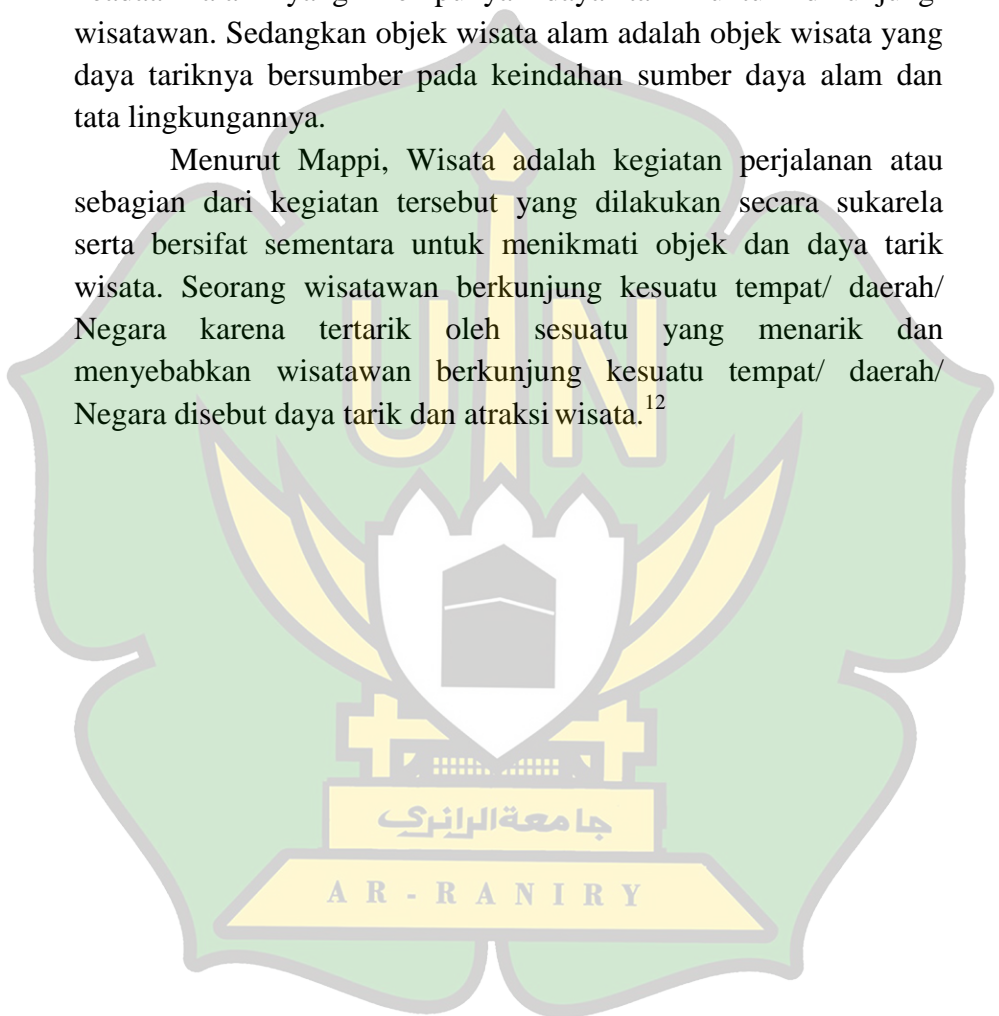 wisatawan. Sedangkan objek wisata alam adalah objek wisata yang
daya tariknya bersumber pada keindahan sumber daya alam dan
tata lingkungannya.
Menurut Mappi, Wisata adalah kegiatan perjalanan atau
sebagian dari kegiatan tersebut yang dilakukan secara sukarela
serta bersifat sementara untuk menikmati objek dan daya tarik
wisata. Seorang wisatawan berkunjung kesuatu tempat/ daerah/
Negara karena tertarik oleh sesuatu yang menarik dan
menyebabkan wisatawan berkunjung kesuatu tempat/ daerah/
Negara disebut daya tarik dan atraksi wisata.12
UIN
جامعة الرانري
AR-RANIRY